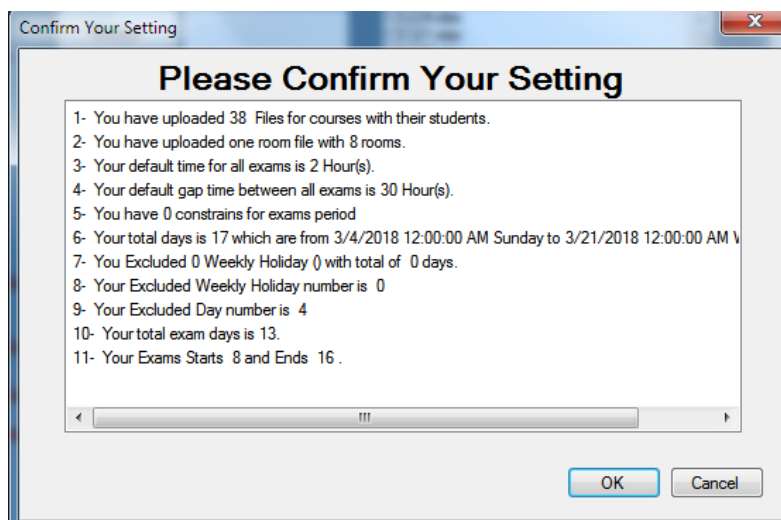 Confirm Your Setting
Please Confirm Your Setting
1- You have uploaded 38 Files for courses with their students.
2- You have uploaded one room file with 8 rooms.
3- Your default time for all exams is 2 Hour(s).
4- Your default gap time between all exams is 30 Hour(s).
5- You have 0 constrains for exams period
6- Your total days is 17 which are from 3/4/2018 12:00:00 AM Sunday to 3/21/2018 12:00:00 AM
7- You Excluded 0 Weekly Holiday () with total of 0 days.
8- Your Excluded Weekly Holiday number is 0
9- Your Excluded Day number is 4
10- Your total exam days is 13.
11- Your Exams Starts 8 and Ends 16 .
OK
Cancel